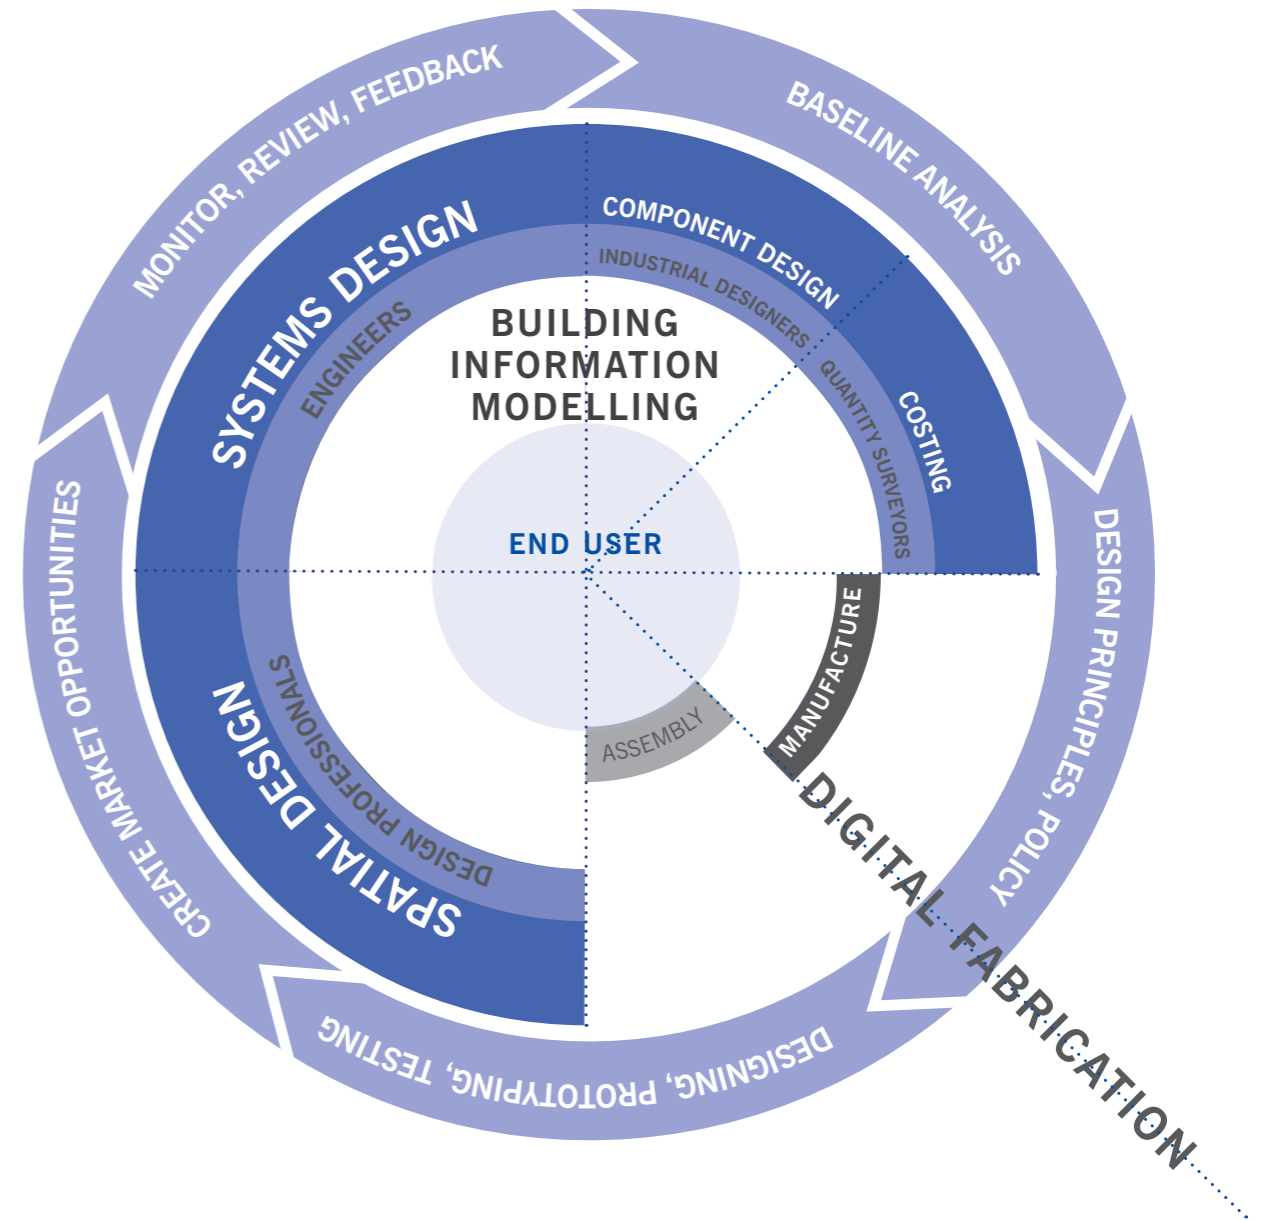 MONITOR, REVIEW, FEEDBACK
BASELINE ANALYSIS
DESIGN PRINCIPLES, POLICY
DESIGNING, PROTOTYPING, TESTING
CREATE MARKET OPPORTUNITIES
SYSTEMS DESIGN
ENGINEERS
COMPONENT DESIGN
INDUSTRIAL DESIGNERS
COSTING
QUANTITY SURVEYORS
BUILDING
INFORMATION
MODELLING
END USER
MANUFACTURE
ASSEMBLY
DIGITAL FABRICATION
SPATIAL DESIGN
DESIGN PROFESSIONALS